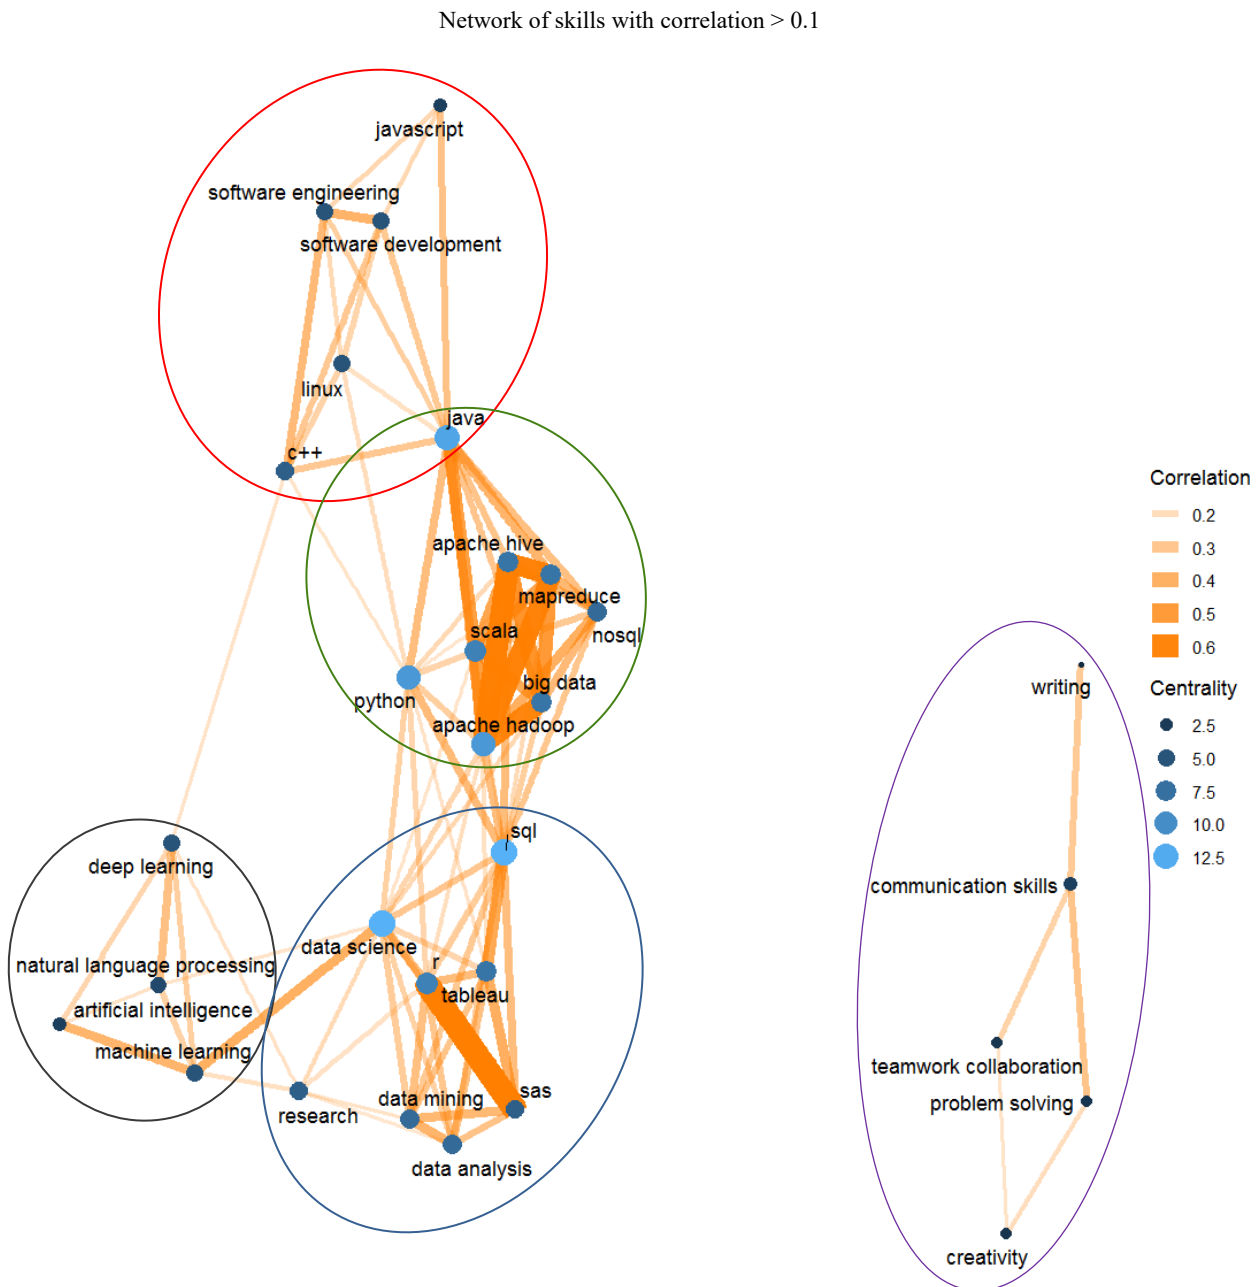 Network of skills with correlation > 0.1
javascript
software engineering
software development
linux
java
c++
apache hive
mapreduce
nosql
scala
big data
python
apache hadoop
sql
deep learning
data science
r
natural language processing
tableau
artificial intelligence
machine learning
data mining
sas
research
data analysis
writing
communication skills
teamwork collaboration
problem solving
creativity
Correlation
0.2
0.3
0.4
0.5
0.6
Centrality
2.5
5.0
7.5
10.0
12.5